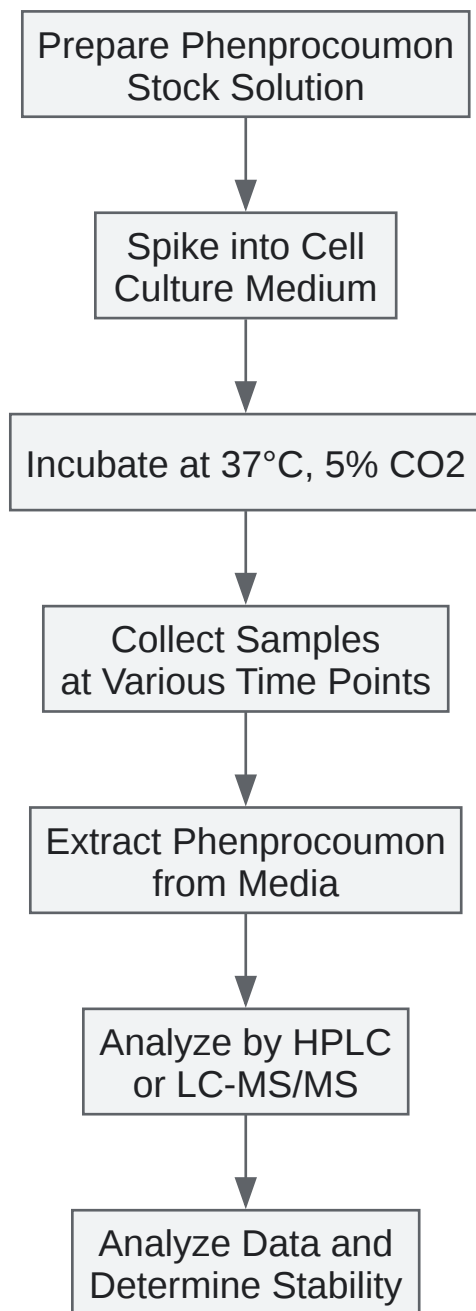 Prepare Phenprocoumon
Stock Solution
Spike into Cell
Culture Medium
Incubate at 37°C, 5% CO2
Collect Samples
at Various Time Points
Extract Phenprocoumon
from Media
Analyze by HPLC
or LC-MS/MS
Analyze Data and
Determine Stability